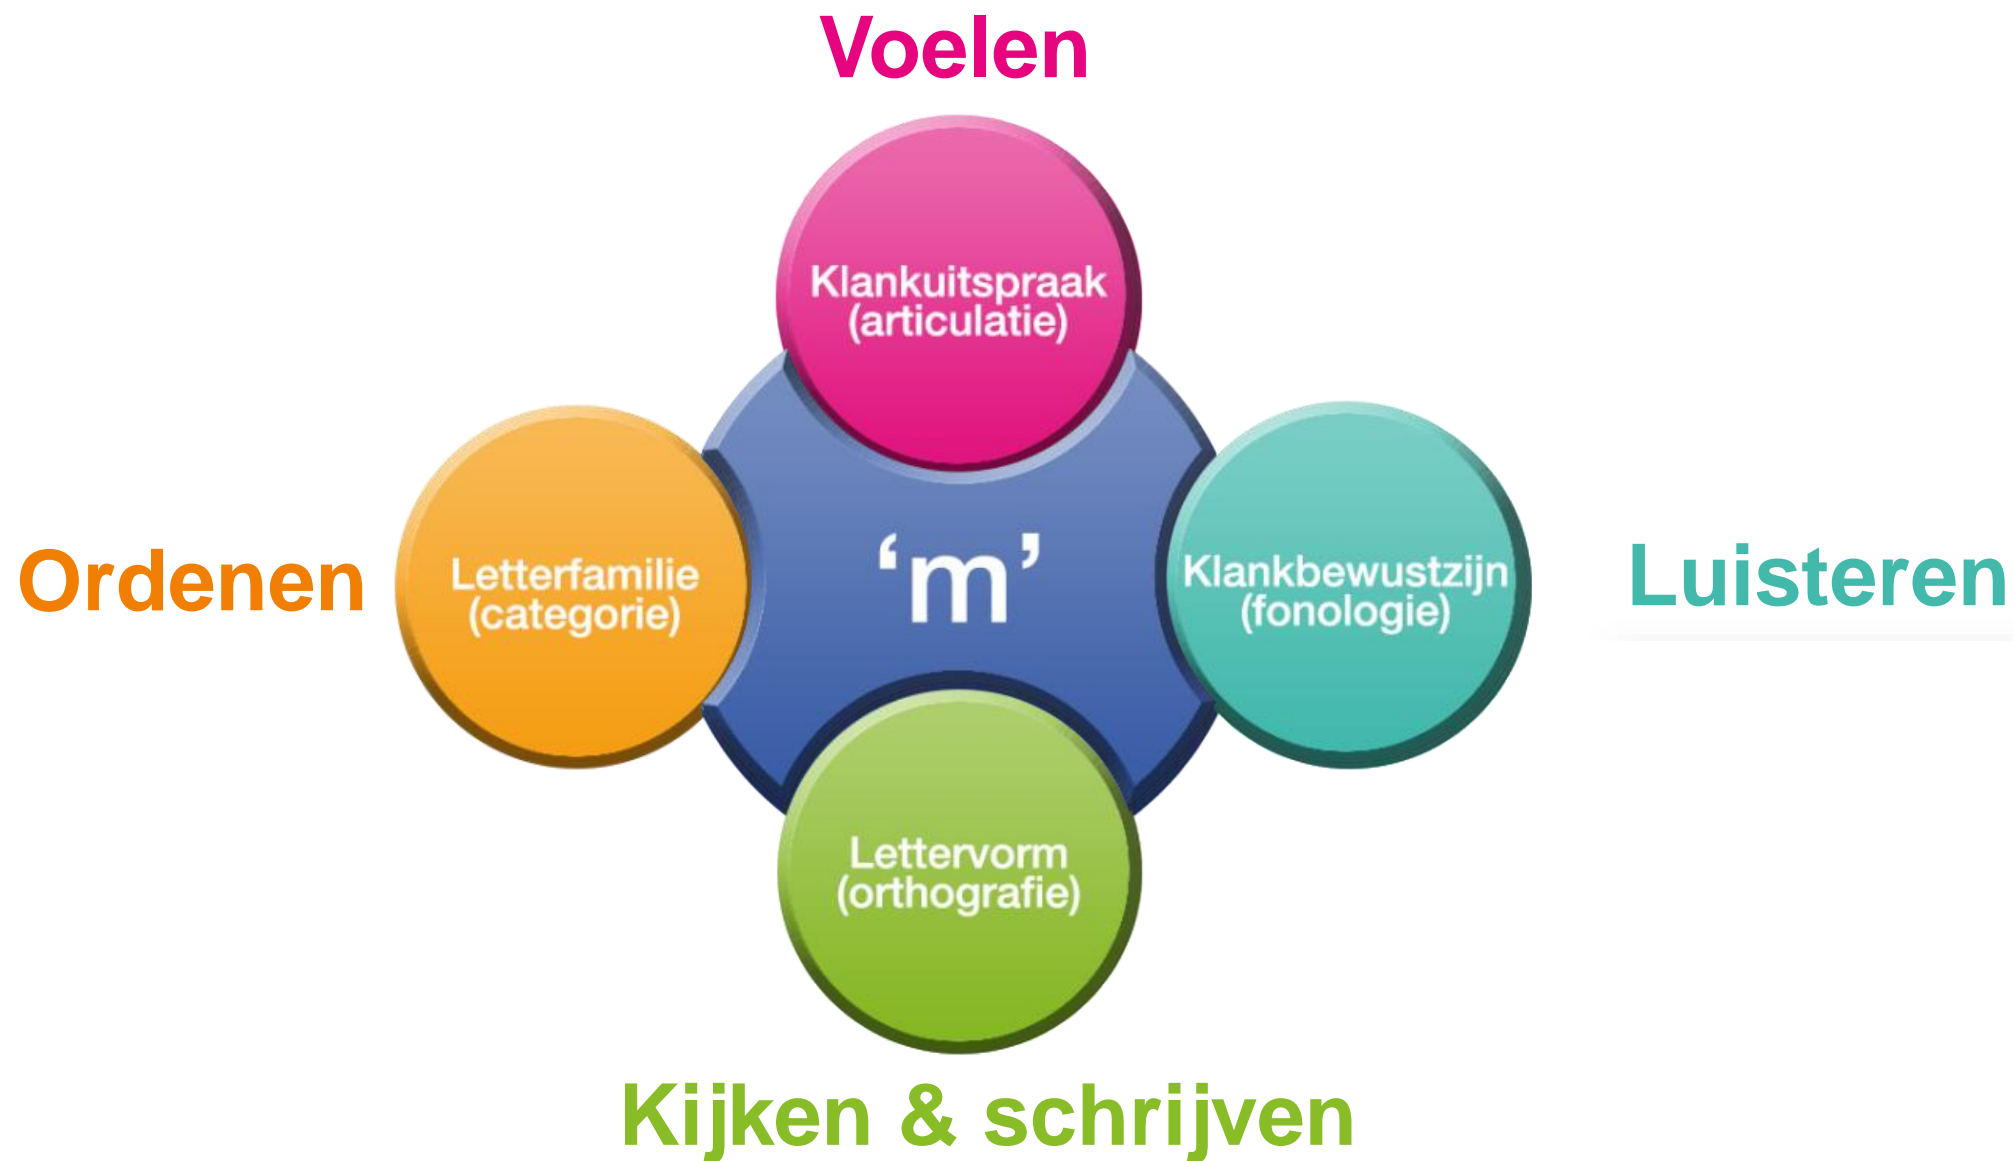 Voelen
Klankuitspraak
(articulatie)
Ordenen
Letterfamilie
(categorie)
‘m’
Klankbewustzijn
(fonologie)
Luisteren
Lettervorm
(orthografie)
Kijken & schrijven